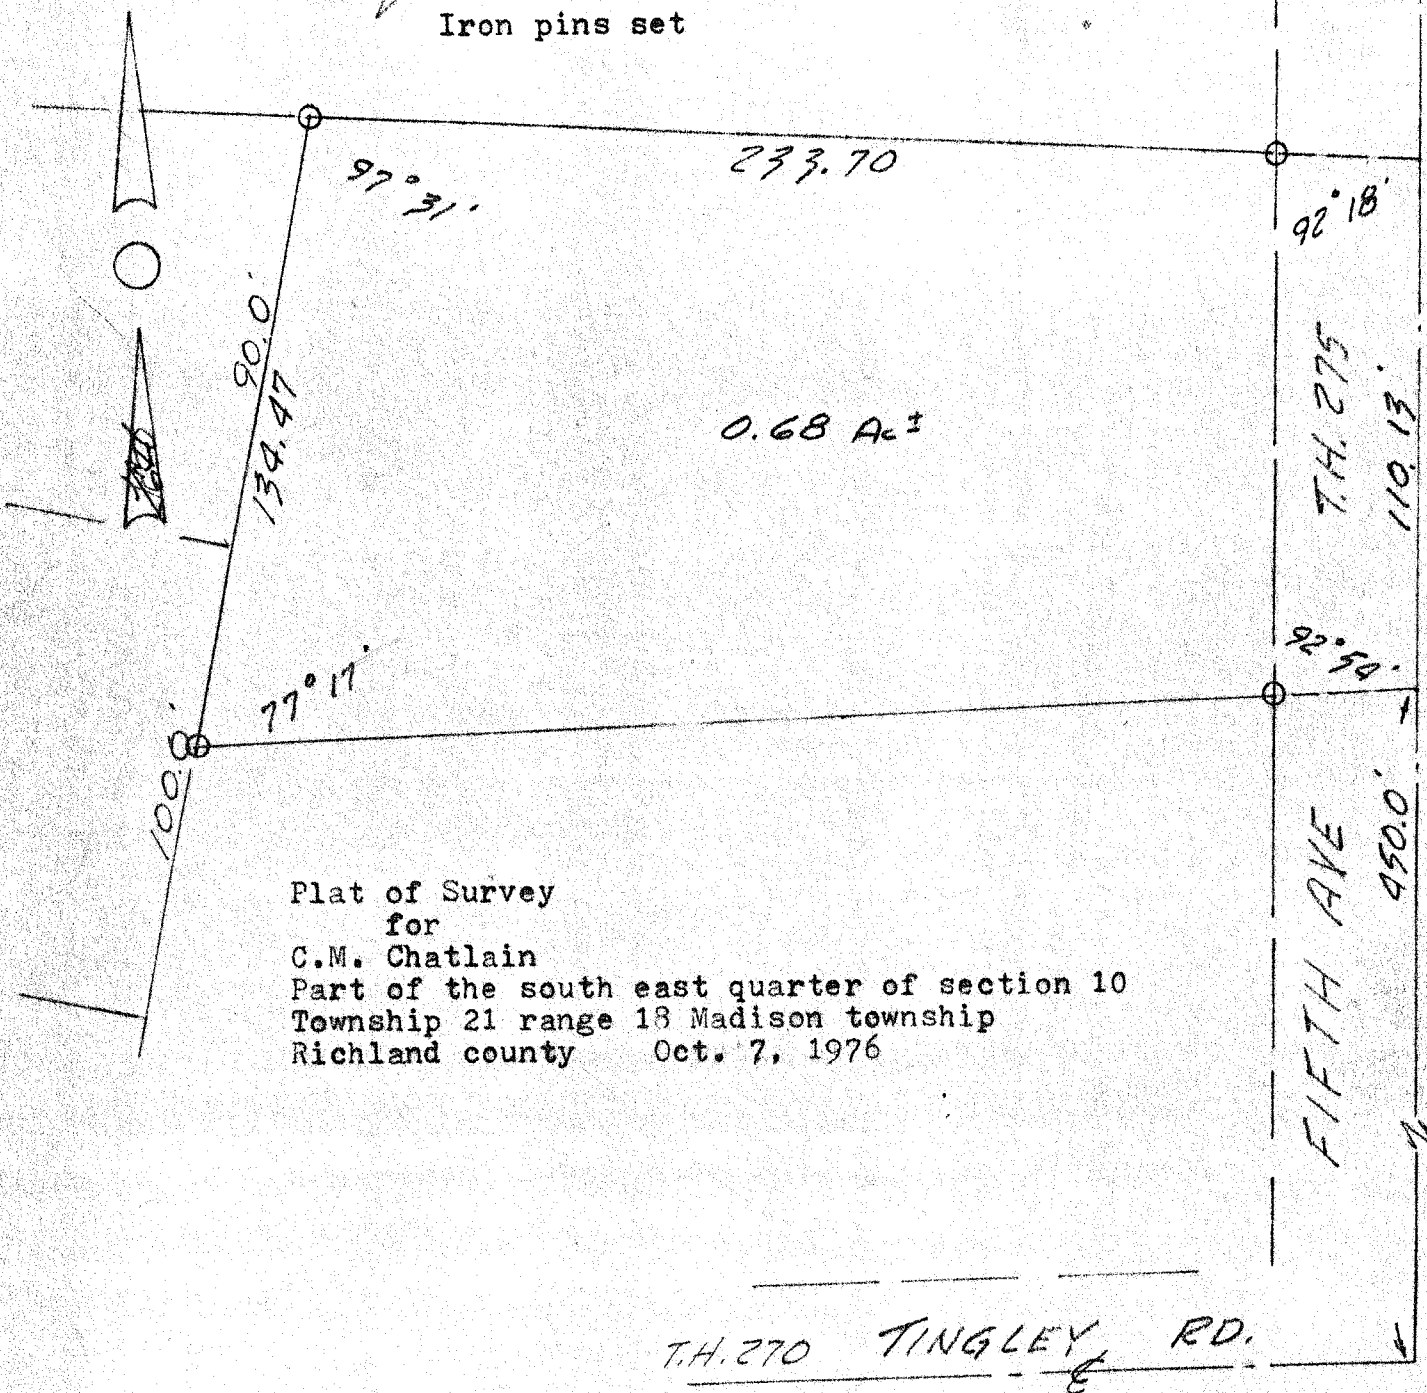 Iron pins set
233.70
97° 31'
92° 18'
90.0'
134.47
0.68 Ac ±
T.H. 275
110.13'
77° 17'
92° 54'
100.0'
450.0'
FIFTH AVE
Plat of Survey
for
C.M. Chatlain
Part of the south east quarter of section 10
Township 21 range 18 Madison township
Richland county Oct. 7, 1976
T.H. 270 TINGLEY RD.
℄